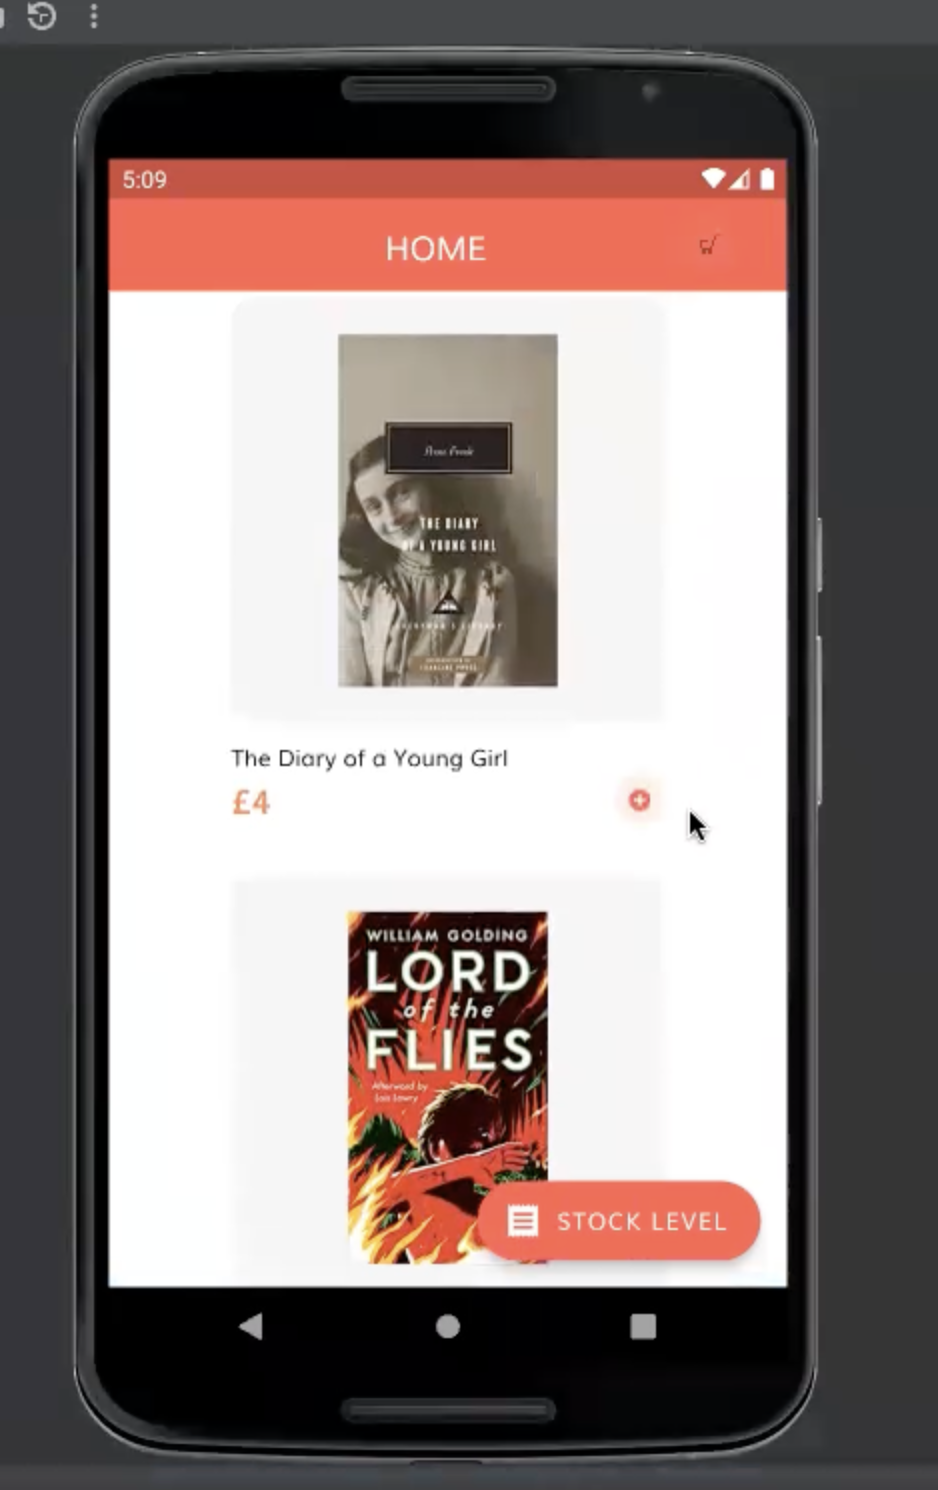 5:09
HOME
Anne Frank
THE DIARY
OF A YOUNG GIRL
The Diary of a Young Girl
£4
WILLIAM GOLDING
LORD
of the
FLIES
Afterword by
Lois Lowry
STOCK LEVEL